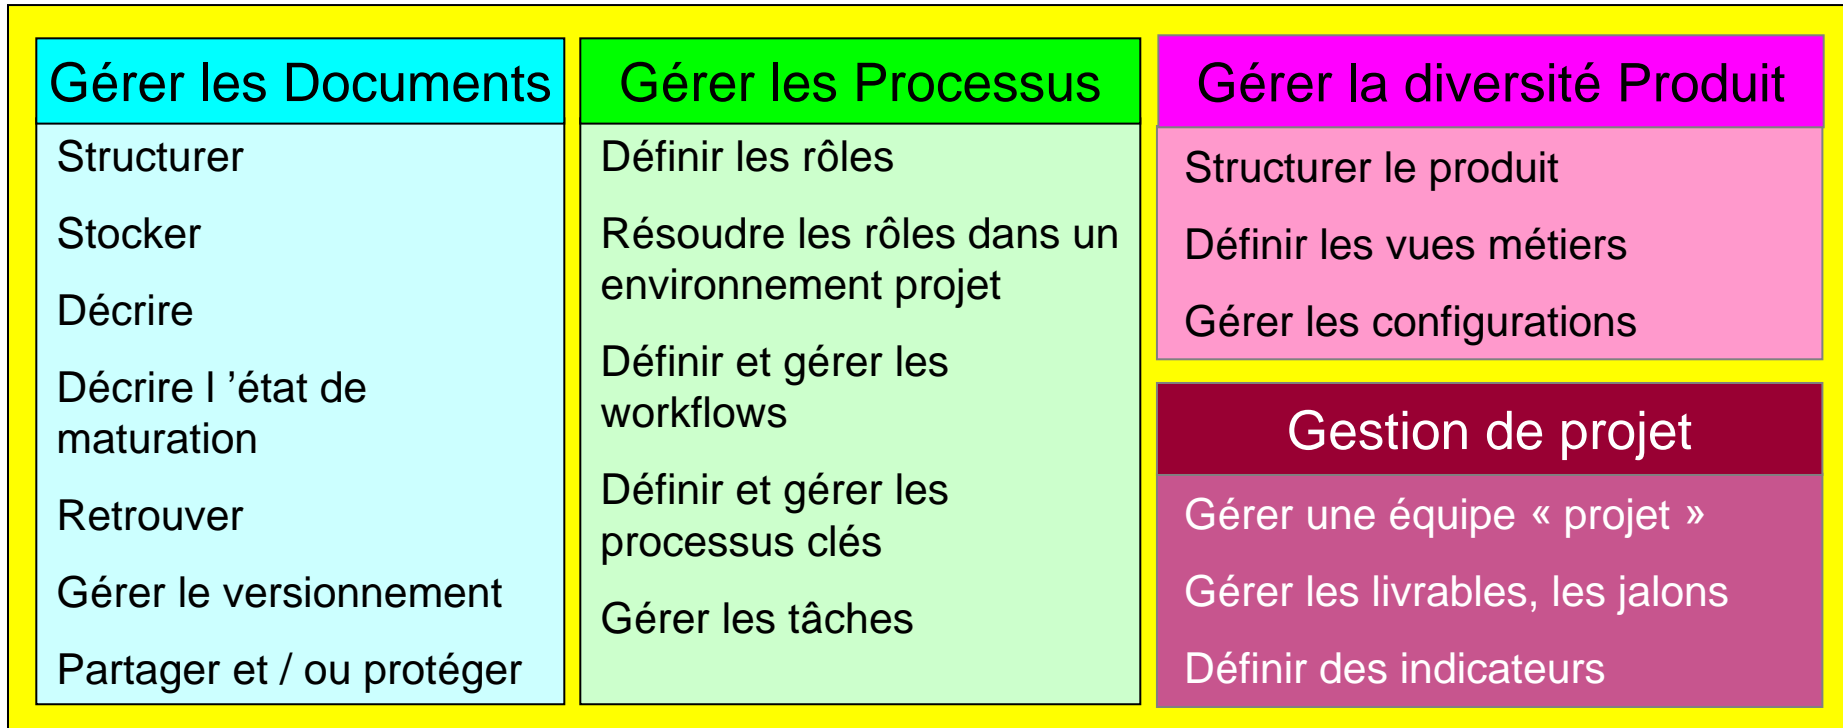 Gérer les Documents
Structurer
Stocker
Décrire
Décrire l ’état de
maturation
Retrouver
Gérer le versionnement
Partager et / ou protéger
Gérer les Processus
Définir les rôles
Résoudre les rôles dans un
environnement projet
Définir et gérer les
workflows
Définir et gérer les
processus clés
Gérer les tâches
Gérer la diversité Produit
Structurer le produit
Définir les vues métiers
Gérer les configurations
Gestion de projet
Gérer une équipe « projet »
Gérer les livrables, les jalons
Définir des indicateurs